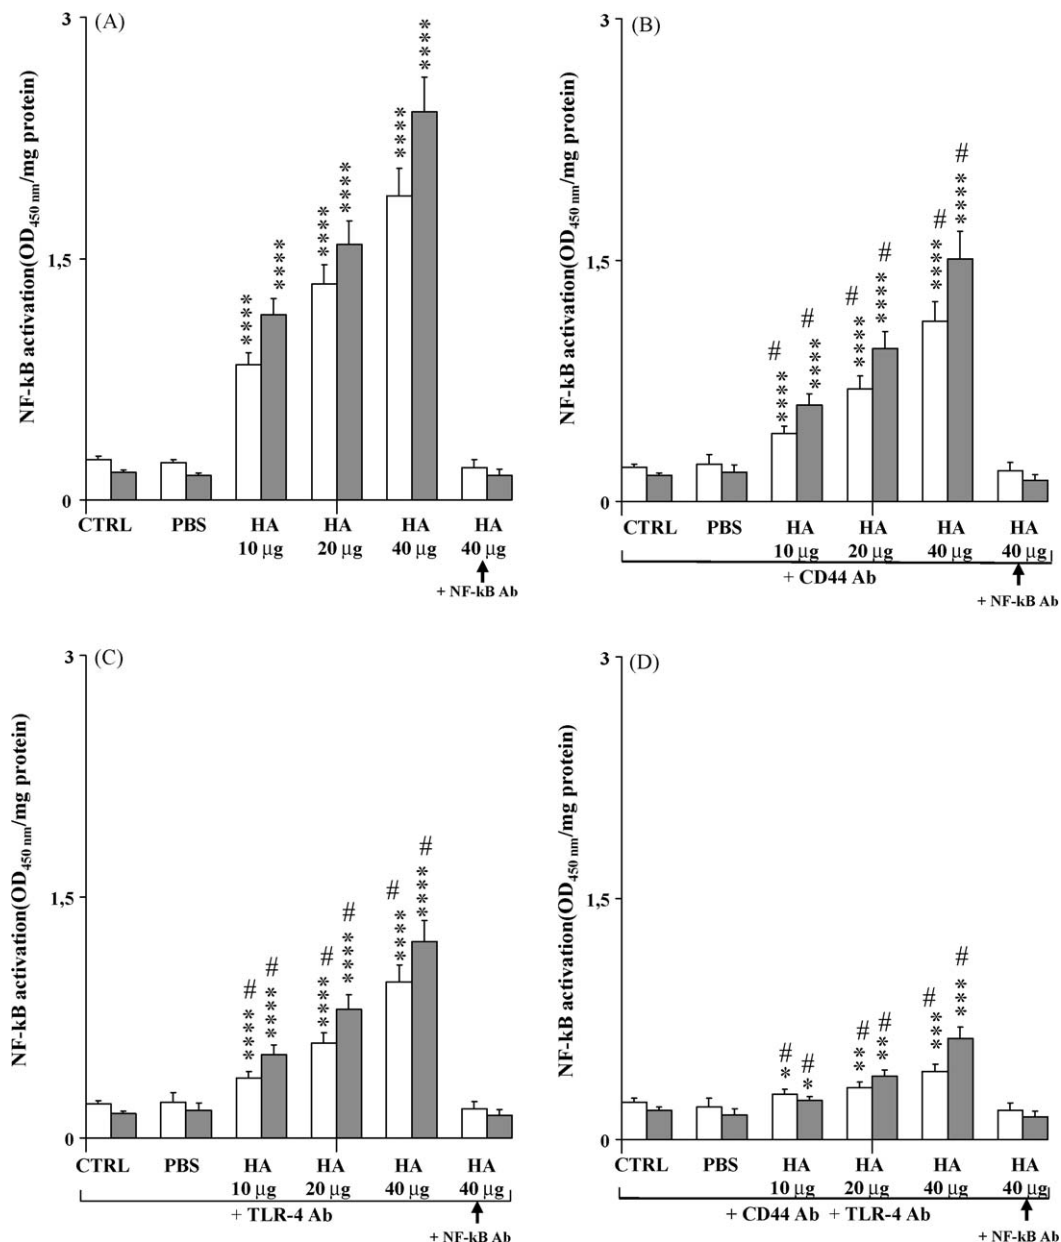 (A)
3
1,5
0
NF-kB activation(OD450 nm/mg protein)
**** **** **** **** **** ****
CTRL PBS HA HA HA HA
10 µg 20 µg 40 µg 40 µg
+ NF-kB Ab
(B)
3
1,5
0
NF-kB activation(OD450 nm/mg protein)
# # # # # #
**** **** **** **** **** ****
CTRL PBS HA HA HA HA
10 µg 20 µg 40 µg 40 µg
+ CD44 Ab
+ NF-kB Ab
(C)
3
1,5
0
NF-kB activation(OD450 nm/mg protein)
# # # # # #
**** **** **** **** **** ****
CTRL PBS HA HA HA HA
10 µg 20 µg 40 µg 40 µg
+ TLR-4 Ab
+ NF-kB Ab
(D)
3
1,5
0
NF-kB activation(OD450 nm/mg protein)
# # # # # #
* * ** ** *** ***
CTRL PBS HA HA HA HA
10 µg 20 µg 40 µg 40 µg
+ CD44 Ab + TLR-4 Ab
+ NF-kB Ab